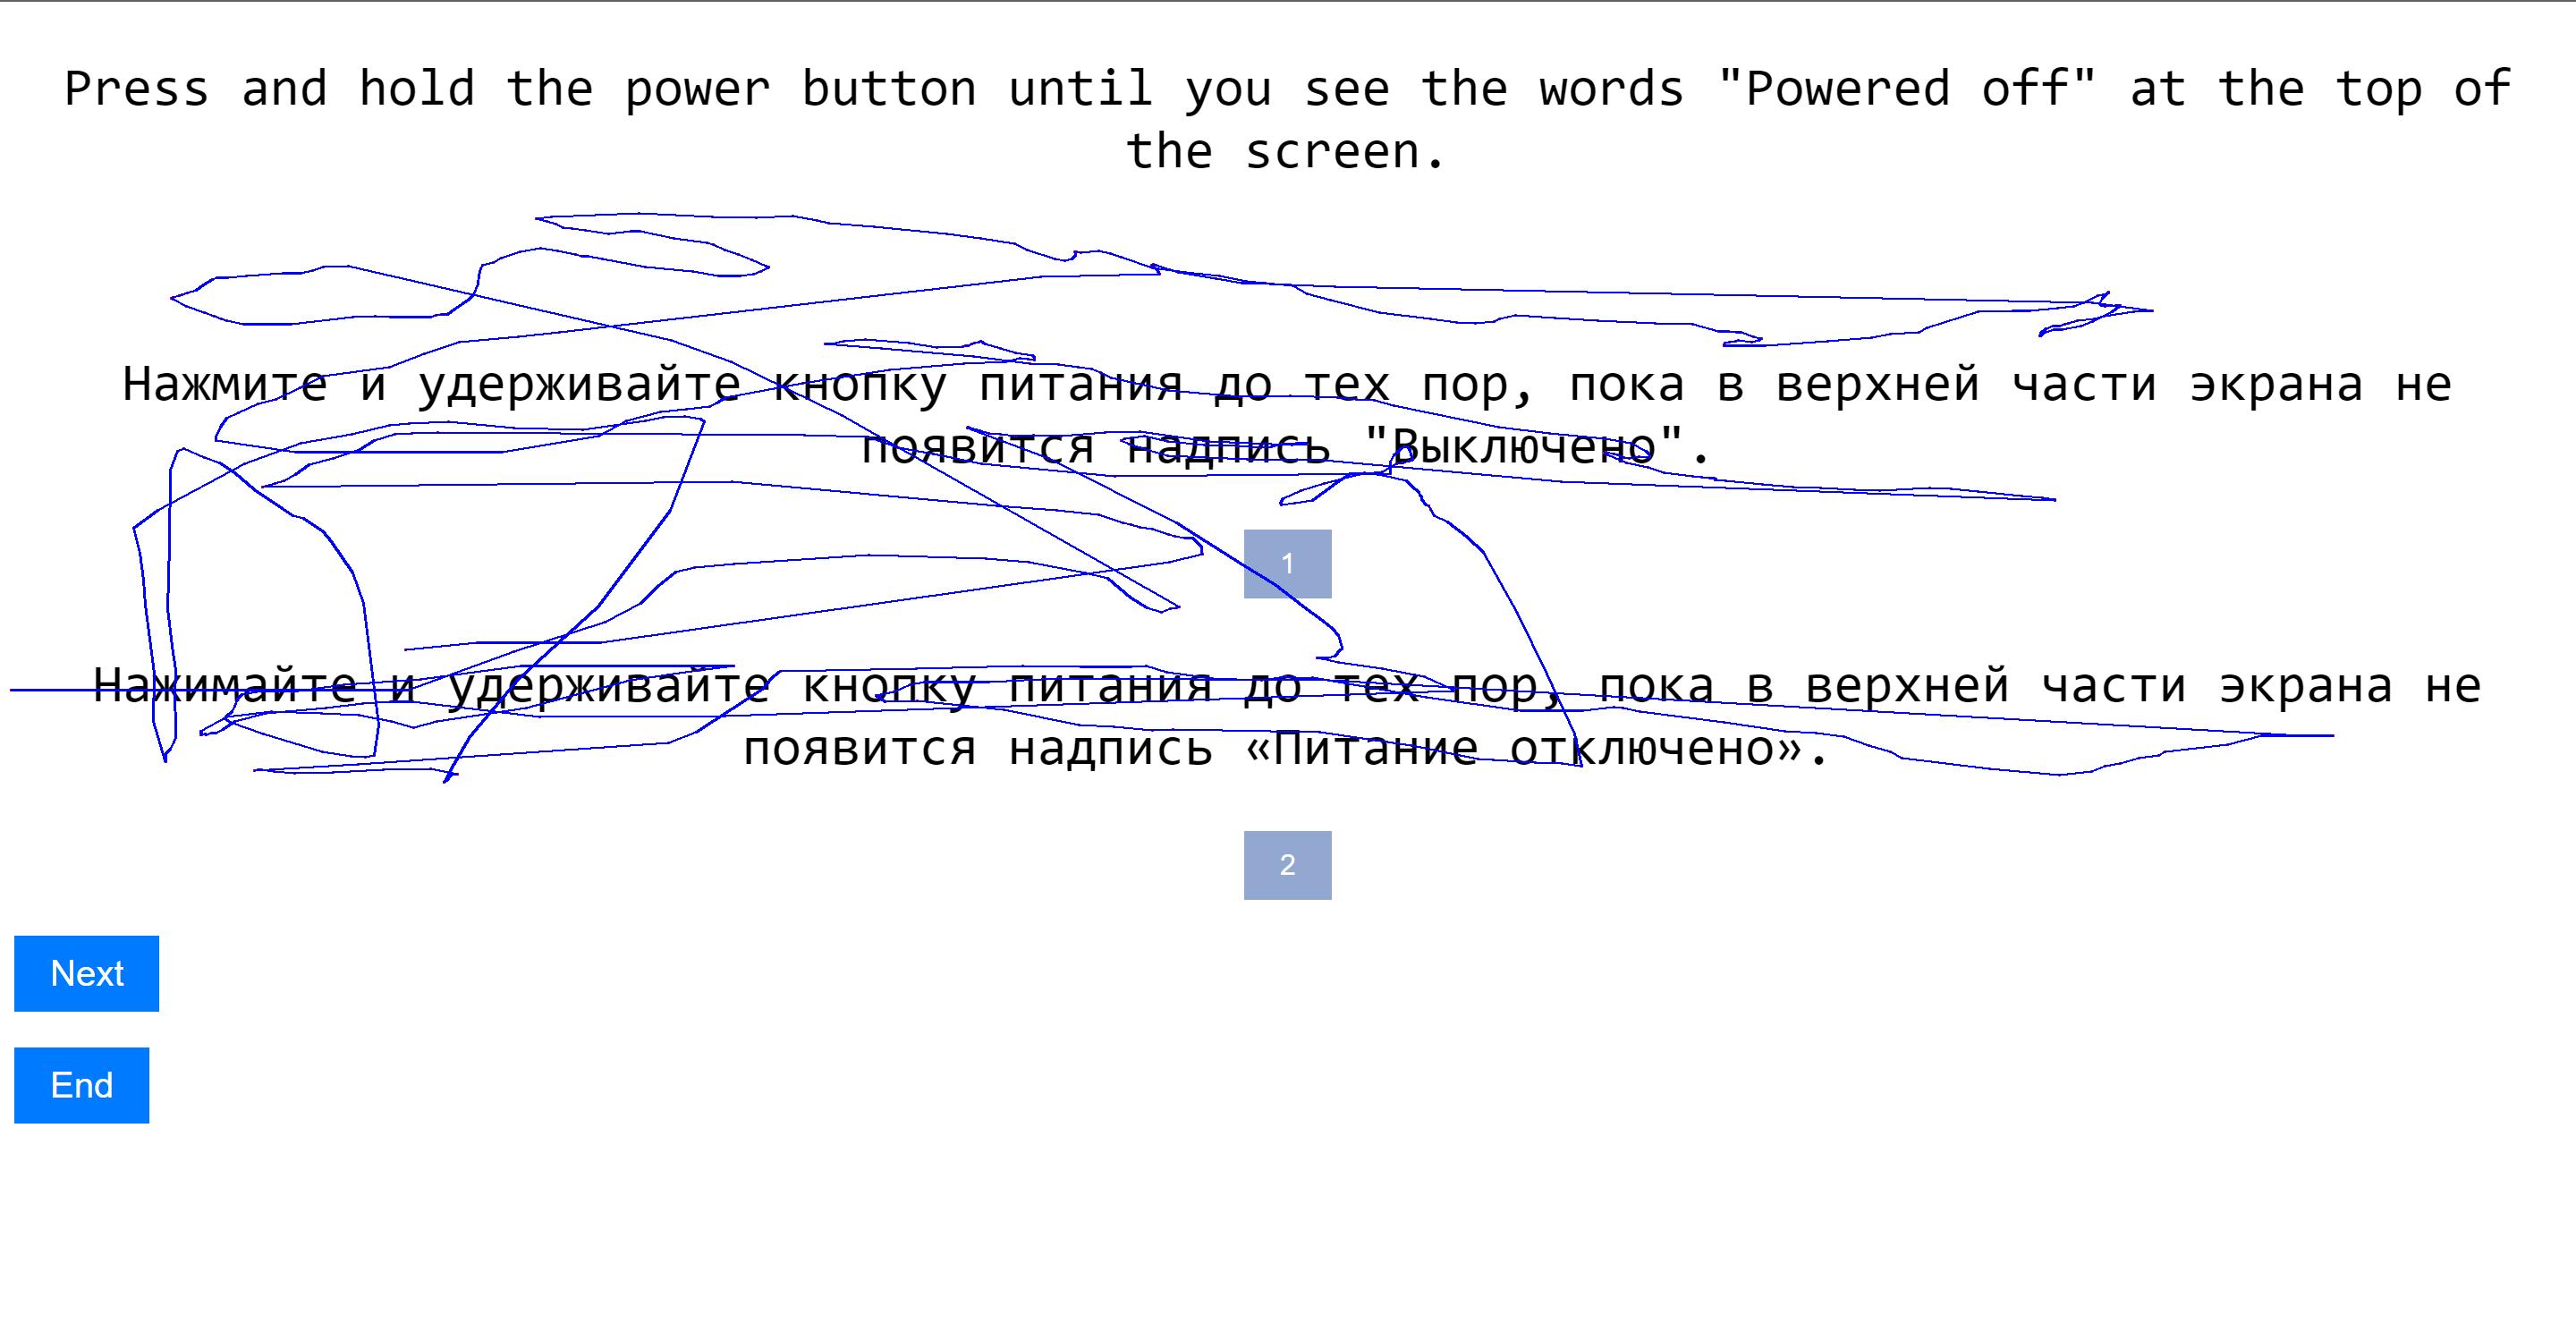 Press and hold the power button until you see the words "Powered off" at the top of
the screen.
Нажмите и удерживайте кнопку питания до тех пор, пока в верхней части экрана не
появится надпись "Выключено".
1
Нажимайте и удерживайте кнопку питания до тех пор, пока в верхней части экрана не
появится надпись «Питание отключено».
2
Next
End